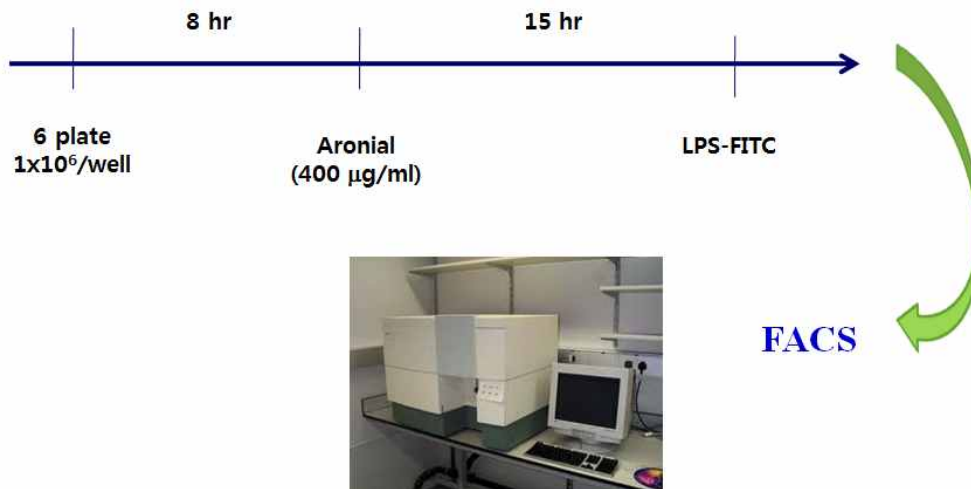 8 hr
15 hr
6 plate
1x10⁶/well
Aronial
(400 μg/ml)
LPS-FITC
FACS